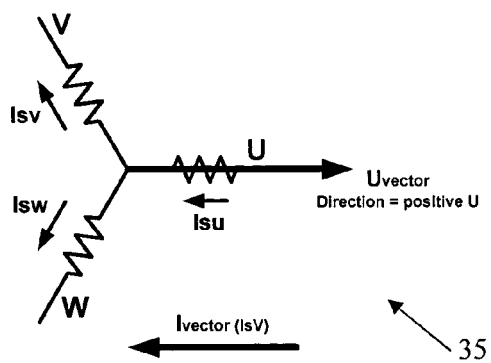 V
Isv
U
Uvector
Direction = positive U
Isu
Isw
W
Ivector (IsV)
35